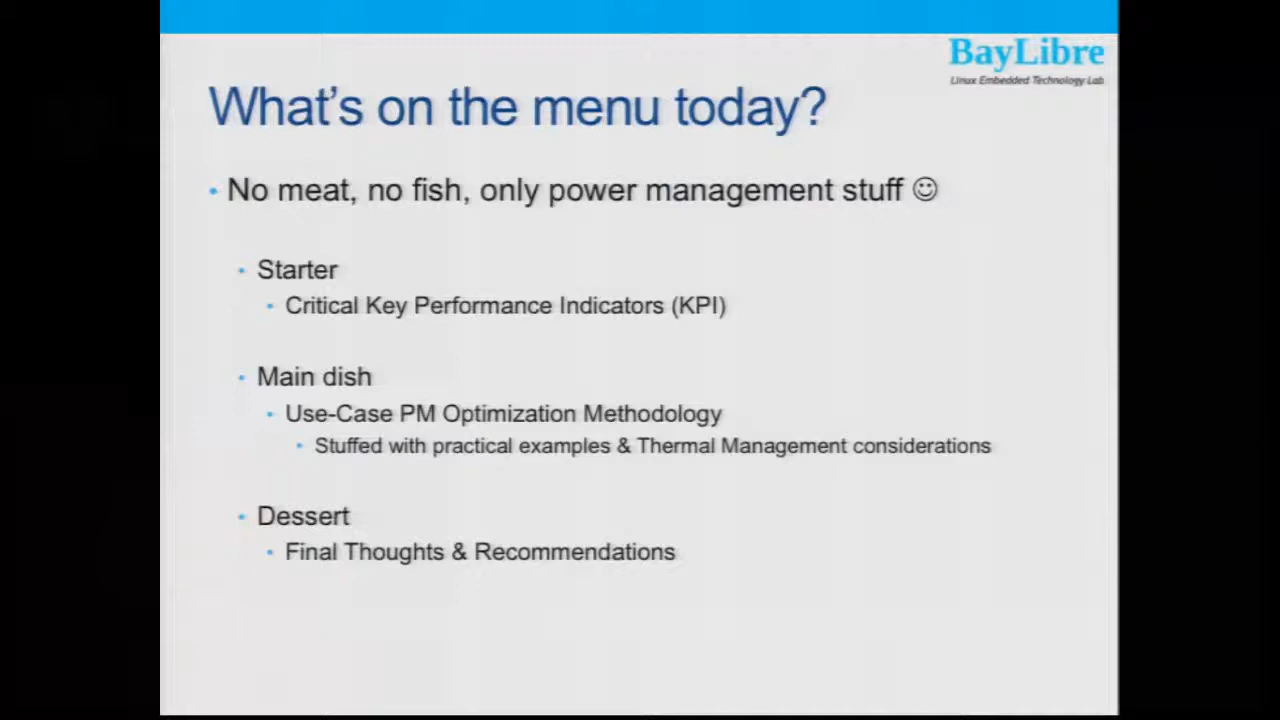 BayLibre
Linux Embedded Technology Lab
What's on the menu today?
• No meat, no fish, only power management stuff ☺
• Starter
• Critical Key Performance Indicators (KPI)
• Main dish
• Use-Case PM Optimization Methodology
• Stuffed with practical examples & Thermal Management considerations
• Dessert
• Final Thoughts & Recommendations